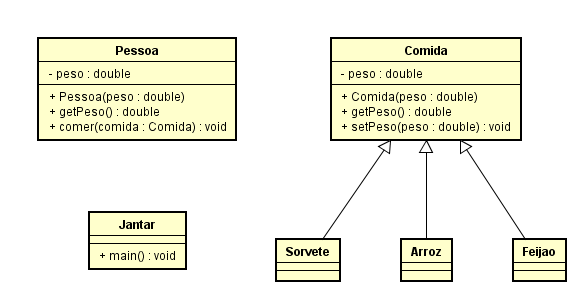 Pessoa
- peso : double
+ Pessoa(peso : double)
+ getPeso() : double
+ comer(comida : Comida) : void
Comida
- peso : double
+ Comida(peso : double)
+ getPeso() : double
+ setPeso(peso : double) : void
Jantar
+ main() : void
Sorvete
Arroz
Feijao